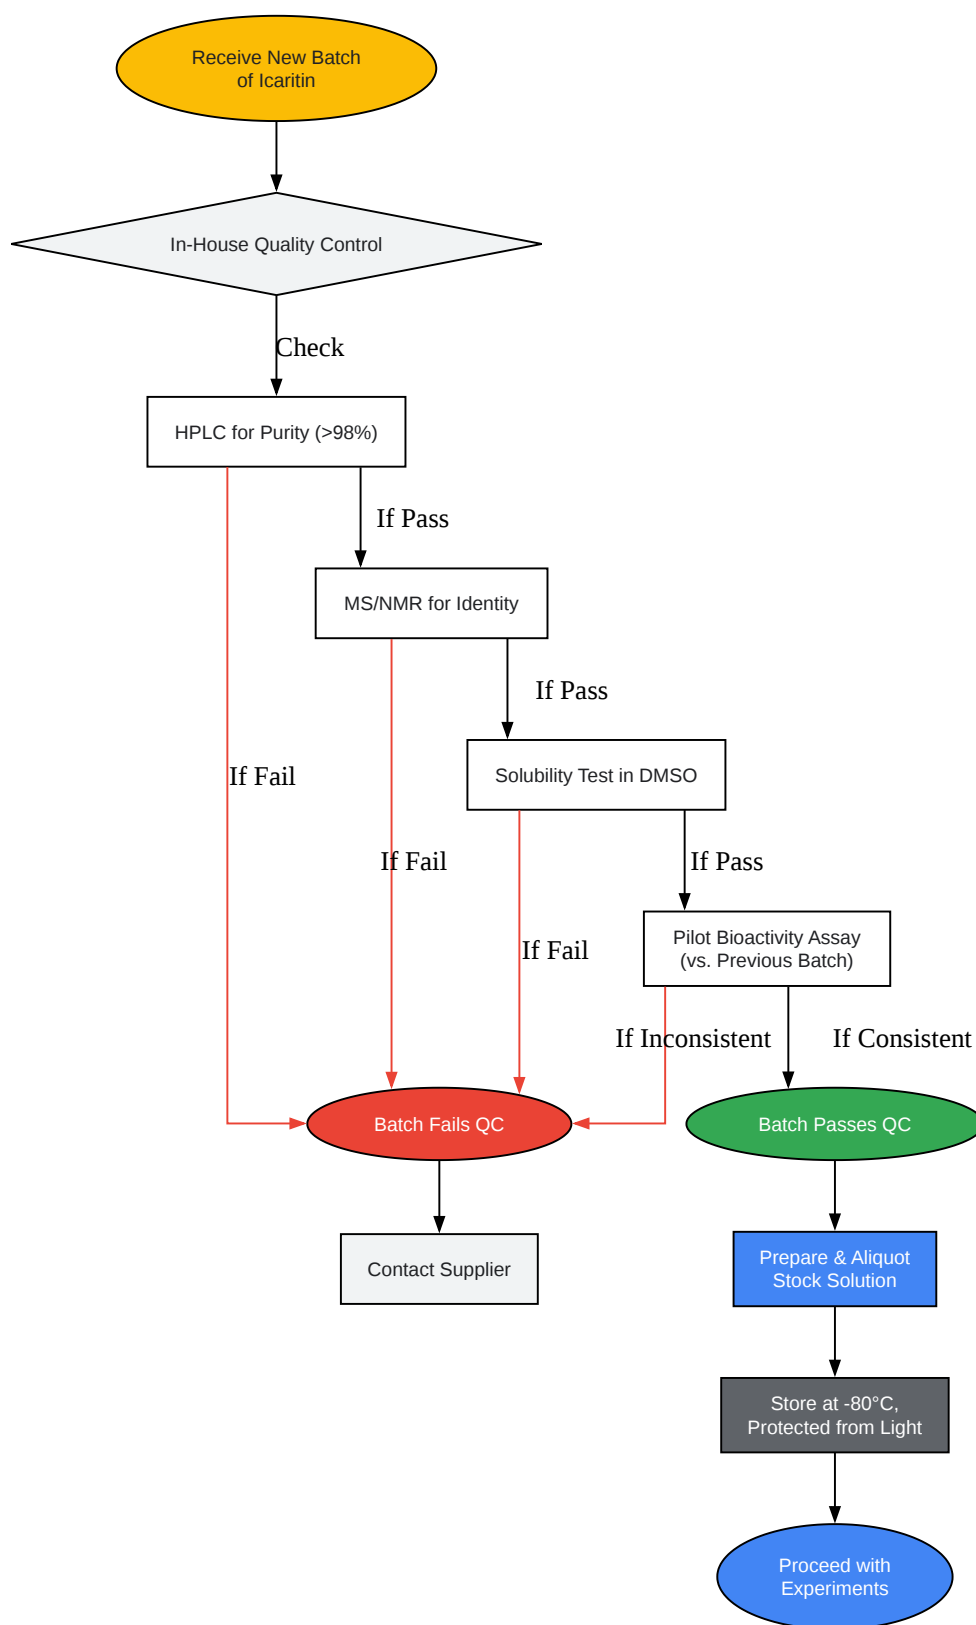 Receive New Batch
of Icaritin
In-House Quality Control
Check
HPLC for Purity (>98%)
If Pass
MS/NMR for Identity
If Pass
Solubility Test in DMSO
If Fail
If Fail
If Pass
Pilot Bioactivity Assay
(vs. Previous Batch)
If Fail
If Inconsistent
If Consistent
Batch Fails QC
Batch Passes QC
Contact Supplier
Prepare & Aliquot
Stock Solution
Store at -80°C,
Protected from Light
Proceed with
Experiments